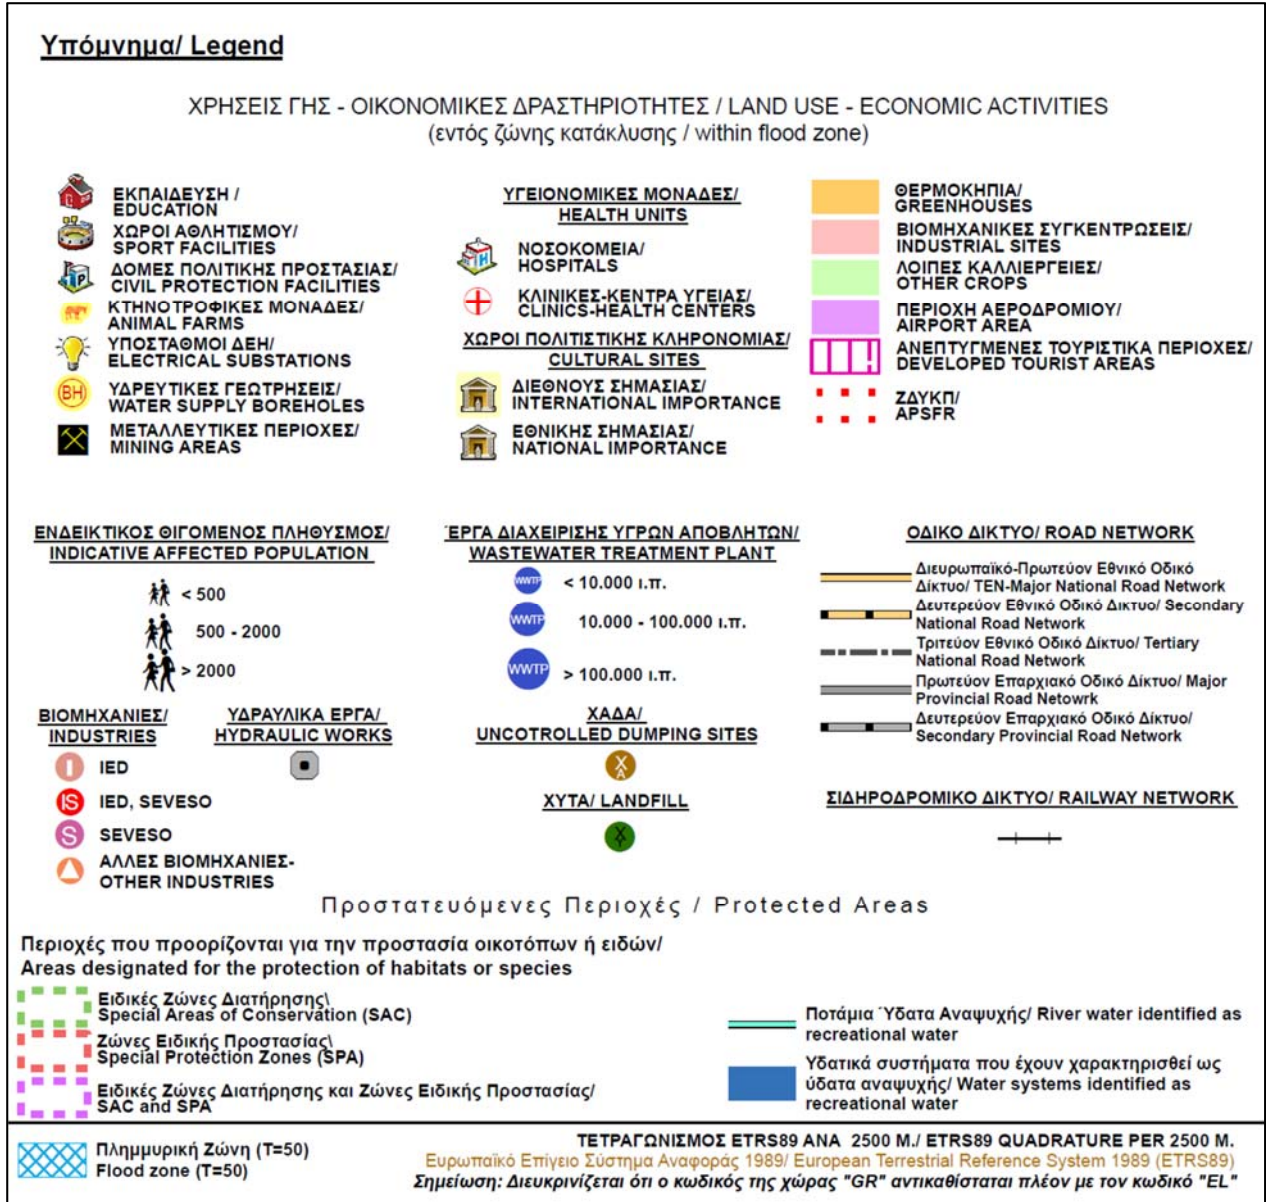 Υπόμνημα/ Legend
ΧΡΗΣΕΙΣ ΓΗΣ - ΟΙΚΟΝΟΜΙΚΕΣ ΔΡΑΣΤΗΡΙΟΤΗΤΕΣ / LAND USE - ECONOMIC ACTIVITIES
(εντός ζώνης κατάκλυσης / within flood zone)
ΕΚΠΑΙΔΕΥΣΗ /
EDUCATION
ΧΩΡΟΙ ΑΘΛΗΤΙΣΜΟΥ/
SPORT FACILITIES
P
ΔΟΜΕΣ ΠΟΛΙΤΙΚΗΣ ΠΡΟΣΤΑΣΙΑΣ/
CIVIL PROTECTION FACILITIES
ΚΤΗΝΟΤΡΟΦΙΚΕΣ ΜΟΝΑΔΕΣ/
ANIMAL FARMS
ΥΠΟΣΤΑΘΜΟΙ ΔΕΗ/
ELECTRICAL SUBSTATIONS
BH
ΥΔΡΕΥΤΙΚΕΣ ΓΕΩΤΡΗΣΕΙΣ/
WATER SUPPLY BOREHOLES
ΜΕΤΑΛΛΕΥΤΙΚΕΣ ΠΕΡΙΟΧΕΣ/
MINING AREAS
ΥΓΕΙΟΝΟΜΙΚΕΣ ΜΟΝΑΔΕΣ/
HEALTH UNITS
H
ΝΟΣΟΚΟΜΕΙΑ/
HOSPITALS
ΚΛΙΝΙΚΕΣ-ΚΕΝΤΡΑ ΥΓΕΙΑΣ/
CLINICS-HEALTH CENTERS
ΧΩΡΟΙ ΠΟΛΙΤΙΣΤΙΚΗΣ ΚΛΗΡΟΝΟΜΙΑΣ/
CULTURAL SITES
ΔΙΕΘΝΟΥΣ ΣΗΜΑΣΙΑΣ/
INTERNATIONAL IMPORTANCE
ΕΘΝΙΚΗΣ ΣΗΜΑΣΙΑΣ/
NATIONAL IMPORTANCE
ΘΕΡΜΟΚΗΠΙΑ/
GREENHOUSES
ΒΙΟΜΗΧΑΝΙΚΕΣ ΣΥΓΚΕΝΤΡΩΣΕΙΣ/
INDUSTRIAL SITES
ΛΟΙΠΕΣ ΚΑΛΛΙΕΡΓΕΙΕΣ/
OTHER CROPS
ΠΕΡΙΟΧΗ ΑΕΡΟΔΡΟΜΙΟΥ/
AIRPORT AREA
ΑΝΕΠΤΥΓΜΕΝΕΣ ΤΟΥΡΙΣΤΙΚΑ ΠΕΡΙΟΧΕΣ/
DEVELOPED TOURIST AREAS
ΖΔΥΚΠ/
APSFR
ΕΝΔΕΙΚΤΙΚΟΣ ΘΙΓΟΜΕΝΟΣ ΠΛΗΘΥΣΜΟΣ/
INDICATIVE AFFECTED POPULATION
< 500
500 - 2000
> 2000
ΈΡΓΑ ΔΙΑΧΕΙΡΙΣΗΣ ΥΓΡΩΝ ΑΠΟΒΛΗΤΩΝ/
WASTEWATER TREATMENT PLANT
WWTP < 10.000 ι.π.
WWTP 10.000 - 100.000 ι.π.
WWTP > 100.000 ι.π.
ΟΔΙΚΟ ΔΙΚΤΥΟ/ ROAD NETWORK
Διευρωπαϊκό-Πρωτεύον Εθνικό Οδικό
Δίκτυο/ TEN-Major National Road Network
Δευτερεύον Εθνικό Οδικό Δικτυο/ Secondary
National Road Network
Τριτεύον Εθνικό Οδικό Δίκτυο/ Tertiary
National Road Network
Πρωτεύον Επαρχιακό Οδικό Δίκτυο/ Major
Provincial Road Netowrk
Δευτερεύον Επαρχιακό Οδικό Δίκτυο/
Secondary Provincial Road Network
ΒΙΟΜΗΧΑΝΙΕΣ/
INDUSTRIES
I IED
IS IED, SEVESO
S SEVESO
ΑΛΛΕΣ ΒΙΟΜΗΧΑΝΙΕΣ-
OTHER INDUSTRIES
ΥΔΡΑΥΛΙΚΑ ΕΡΓΑ/
HYDRAULIC WORKS
ΧΑΔΑ/
UNCOTROLLED DUMPING SITES
ΧΑ
ΧΥΤΑ/ LANDFILL
ΧΥ
ΣΙΔΗΡΟΔΡΟΜΙΚΟ ΔΙΚΤΥΟ/ RAILWAY NETWORK
Προστατευόμενες Περιοχές / Protected Areas
Περιοχές που προορίζονται για την προστασία οικοτόπων ή ειδών/
Areas designated for the protection of habitats or species
Ειδικές Ζώνες Διατήρησης\
Special Areas of Conservation (SAC)
Ζώνες Ειδικής Προστασίας\
Special Protection Zones (SPA)
Ειδικές Ζώνες Διατήρησης και Ζώνες Ειδικής Προστασίας/
SAC and SPA
Ποτάμια Ύδατα Αναψυχής/ River water identified as
recreational water
Υδατικά συστήματα που έχουν χαρακτηρισθεί ως
ύδατα αναψυχής/ Water systems identified as
recreational water
Πλημμυρική Ζώνη (Τ=50)
Flood zone (T=50)
ΤΕΤΡΑΓΩΝΙΣΜΟΣ ETRS89 ΑΝΑ 2500 Μ./ ETRS89 QUADRATURE PER 2500 M.
Ευρωπαϊκό Επίγειο Σύστημα Αναφοράς 1989/ European Terrestrial Reference System 1989 (ETRS89)
Σημείωση: Διευκρινίζεται ότι ο κωδικός της χώρας "GR" αντικαθίσταται πλέον με τον κωδικό "EL"